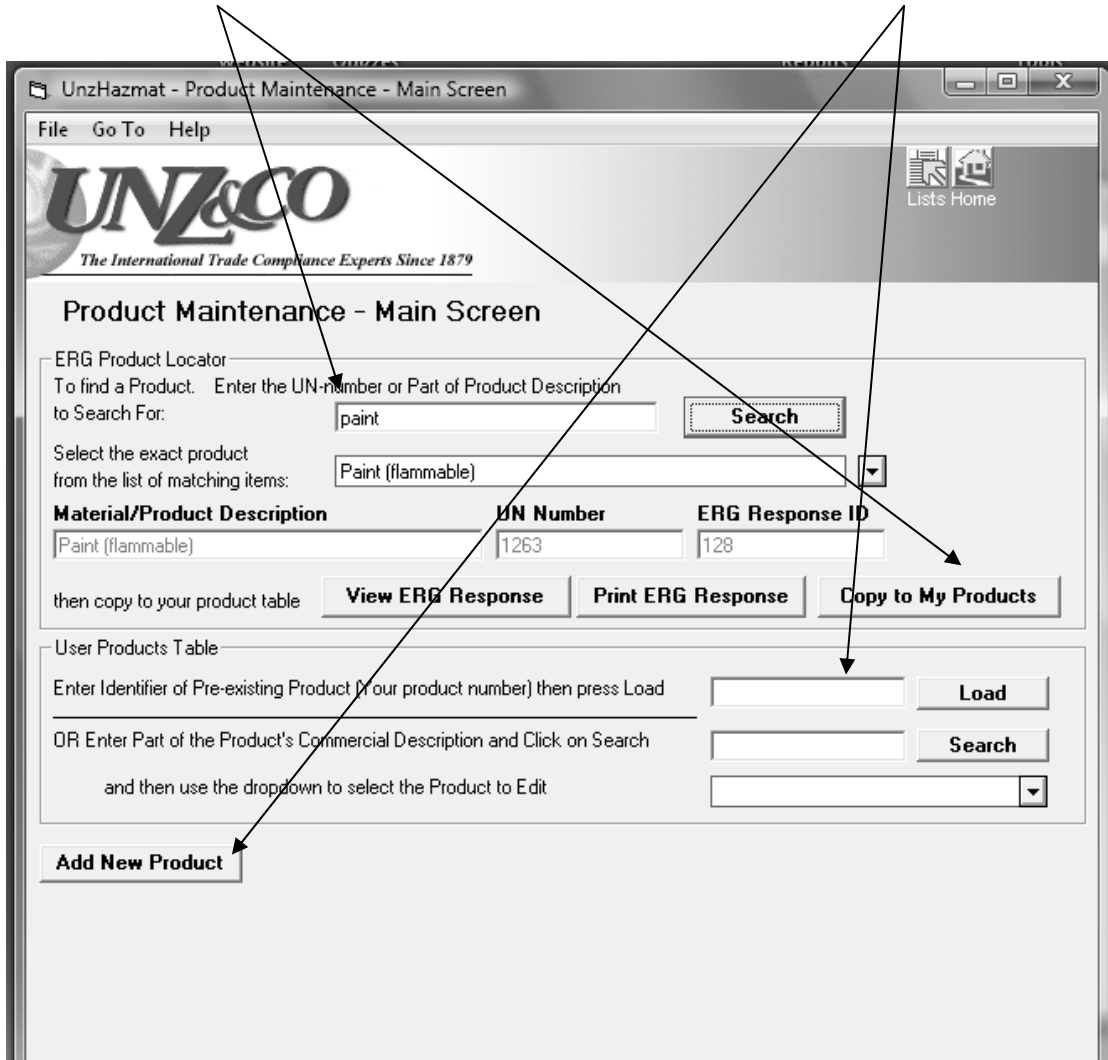 Website Quizzes Reports Tools
UnzHazmat - Product Maintenance - Main Screen
File Go To Help
UNZ&CO
The International Trade Compliance Experts Since 1879
Lists Home
Product Maintenance - Main Screen
ERG Product Locator
To find a Product. Enter the UN-number or Part of Product Description
to Search For:
paint
Search
Select the exact product
from the list of matching items:
Paint (flammable)
Material/Product Description UN Number ERG Response ID
Paint (flammable) 1263 128
then copy to your product table View ERG Response Print ERG Response Copy to My Products
User Products Table
Enter Identifier of Pre-existing Product (Your product number) then press Load Load
OR Enter Part of the Product's Commercial Description and Click on Search Search
and then use the dropdown to select the Product to Edit
Add New Product